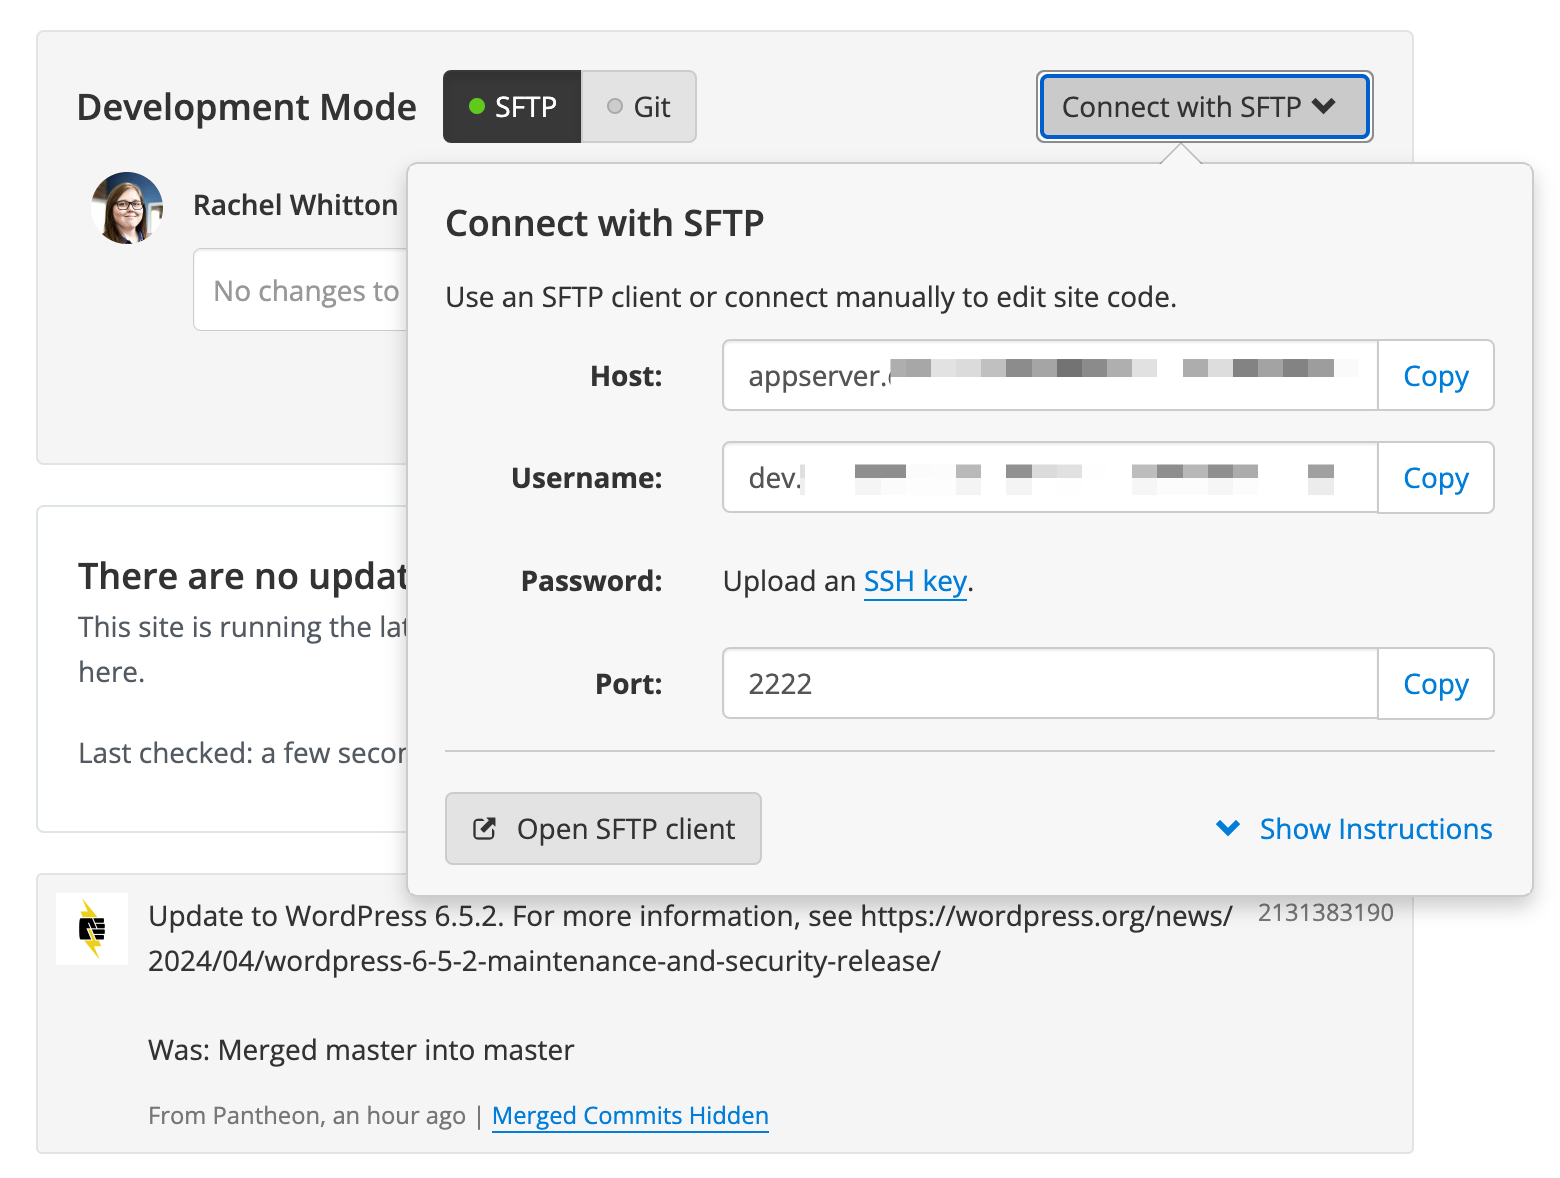 Development Mode
SFTP
Git
Connect with SFTP
Rachel Whitton
No changes to
Connect with SFTP
Use an SFTP client or connect manually to edit site code.
Host:
appserver.
Copy
Username:
dev.
Copy
Password:
Upload an SSH key.
Port:
2222
Copy
Open SFTP client
Show Instructions
There are no
This site is running the
here.
Last checked: a few
Update to WordPress 6.5.2. For more information, see https://wordpress.org/news/
2024/04/wordpress-6-5-2-maintenance-and-security-release/
2131383190
Was: Merged master into master
From Pantheon, an hour ago | Merged Commits Hidden